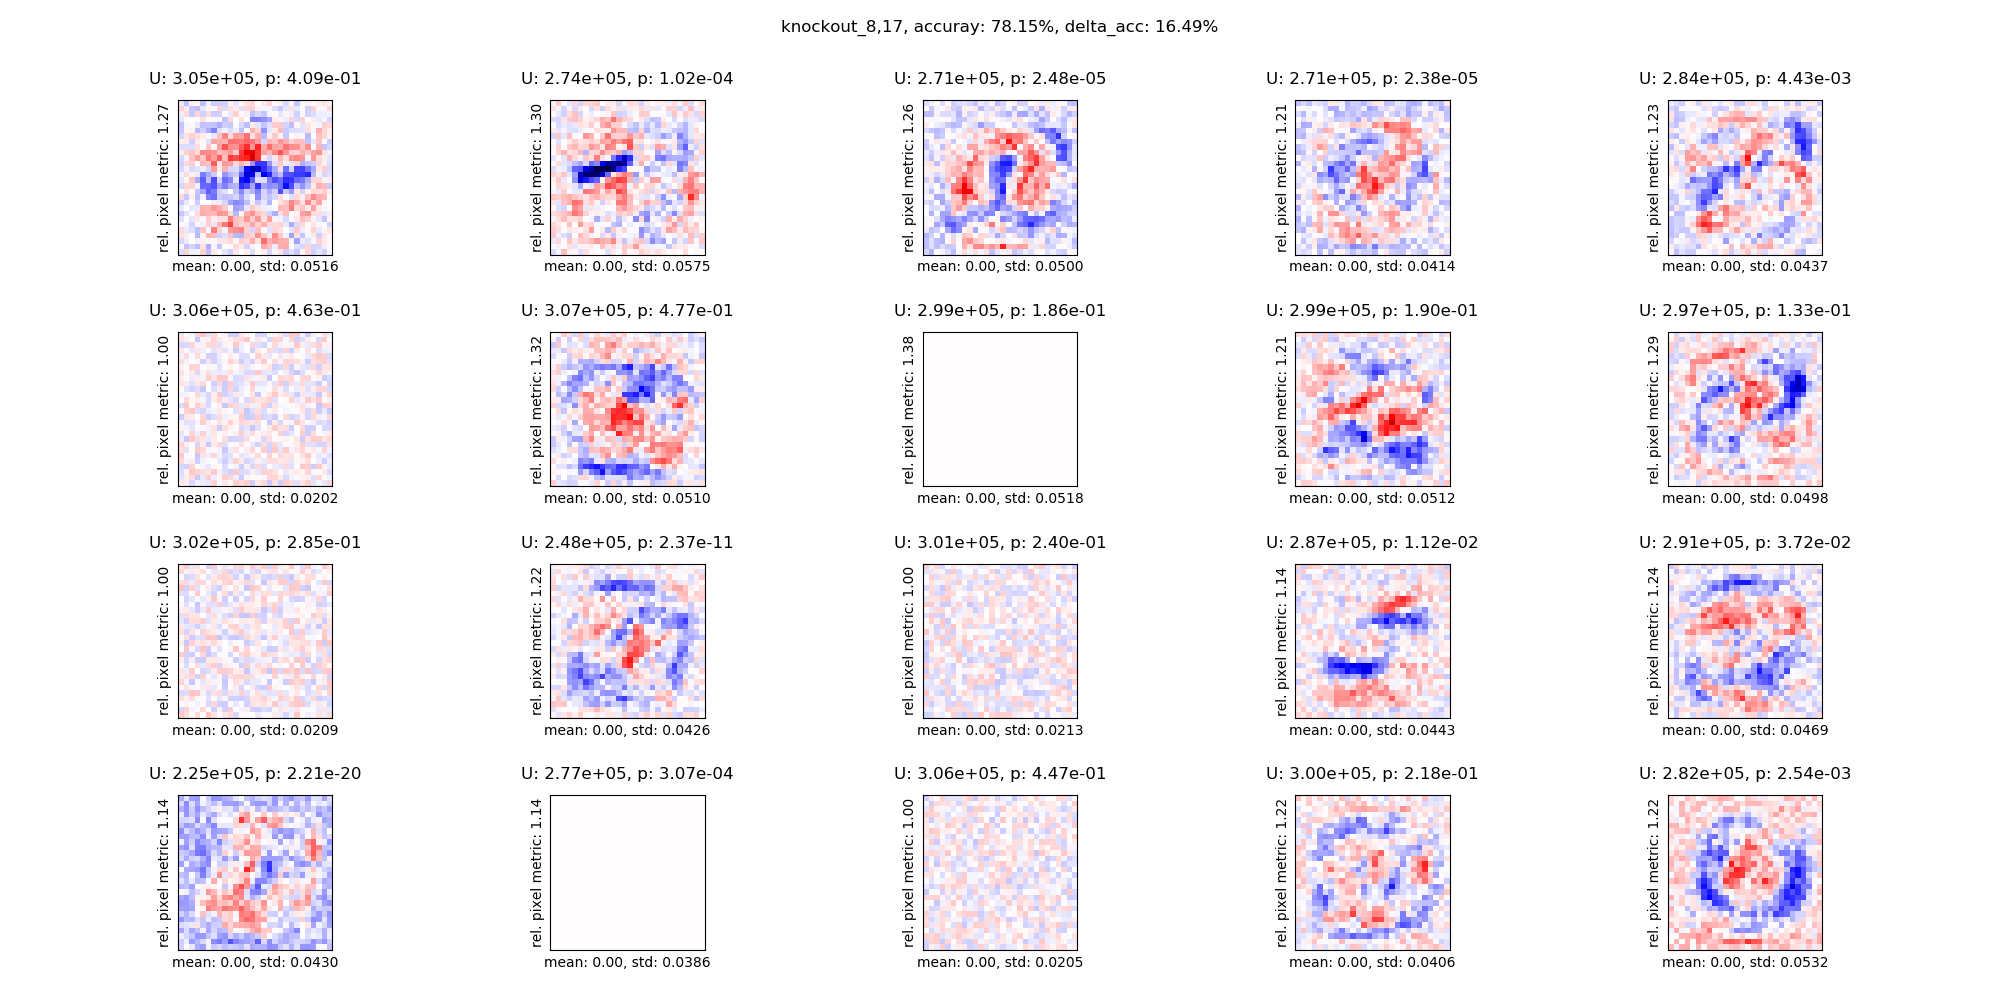 knockout_8,17, accuray: 78.15%, delta_acc: 16.49%
U: 3.05e+05, p: 4.09e-01
rel. pixel metric: 1.27
mean: 0.00, std: 0.0516
U: 2.74e+05, p: 1.02e-04
rel. pixel metric: 1.30
mean: 0.00, std: 0.0575
U: 2.71e+05, p: 2.48e-05
rel. pixel metric: 1.26
mean: 0.00, std: 0.0500
U: 2.71e+05, p: 2.38e-05
rel. pixel metric: 1.21
mean: 0.00, std: 0.0414
U: 2.84e+05, p: 4.43e-03
rel. pixel metric: 1.23
mean: 0.00, std: 0.0437
U: 3.06e+05, p: 4.63e-01
rel. pixel metric: 1.00
mean: 0.00, std: 0.0202
U: 3.07e+05, p: 4.77e-01
rel. pixel metric: 1.32
mean: 0.00, std: 0.0510
U: 2.99e+05, p: 1.86e-01
rel. pixel metric: 1.38
mean: 0.00, std: 0.0518
U: 2.99e+05, p: 1.90e-01
rel. pixel metric: 1.21
mean: 0.00, std: 0.0512
U: 2.97e+05, p: 1.33e-01
rel. pixel metric: 1.29
mean: 0.00, std: 0.0498
U: 3.02e+05, p: 2.85e-01
rel. pixel metric: 1.00
mean: 0.00, std: 0.0209
U: 2.48e+05, p: 2.37e-11
rel. pixel metric: 1.22
mean: 0.00, std: 0.0426
U: 3.01e+05, p: 2.40e-01
rel. pixel metric: 1.00
mean: 0.00, std: 0.0213
U: 2.87e+05, p: 1.12e-02
rel. pixel metric: 1.14
mean: 0.00, std: 0.0443
U: 2.91e+05, p: 3.72e-02
rel. pixel metric: 1.24
mean: 0.00, std: 0.0469
U: 2.25e+05, p: 2.21e-20
rel. pixel metric: 1.14
mean: 0.00, std: 0.0430
U: 2.77e+05, p: 3.07e-04
rel. pixel metric: 1.14
mean: 0.00, std: 0.0386
U: 3.06e+05, p: 4.47e-01
rel. pixel metric: 1.00
mean: 0.00, std: 0.0205
U: 3.00e+05, p: 2.18e-01
rel. pixel metric: 1.22
mean: 0.00, std: 0.0406
U: 2.82e+05, p: 2.54e-03
rel. pixel metric: 1.22
mean: 0.00, std: 0.0532